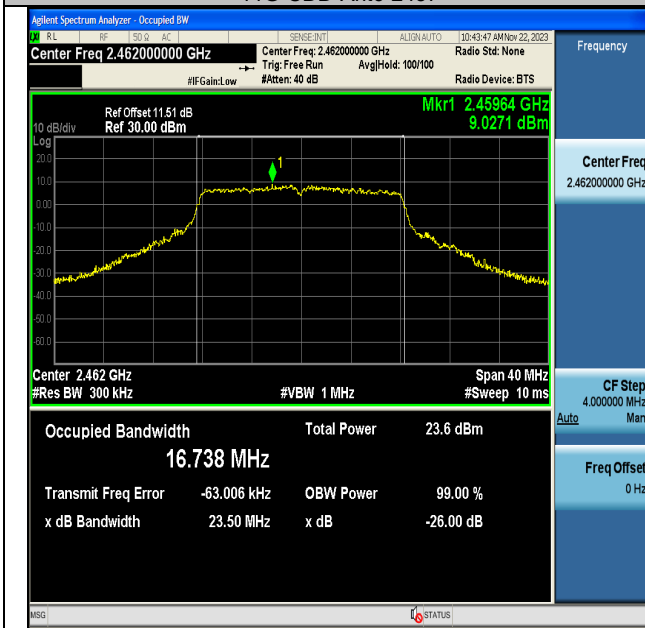 Agilent Spectrum Analyzer - Occupied BW
LXI RL RF 50 Ω AC SENSE:INT ALIGN AUTO 10:43:47 AM Nov 22, 2023
Center Freq 2.462000000 GHz
Center Freq: 2.462000000 GHz
Radio Std: None
Trig: Free Run Avg|Hold: 100/100
#IFGain:Low #Atten: 40 dB Radio Device: BTS
Frequency
Ref Offset 11.51 dB
Mkr1 2.45964 GHz
10 dB/div Ref 30.00 dBm 9.0271 dBm
Log
20.0
1
10.0
0.00
-10.0
-20.0
-30.0
-40.0
-50.0
-60.0
Center Freq
2.462000000 GHz
Center 2.462 GHz Span 40 MHz
#Res BW 300 kHz #VBW 1 MHz #Sweep 10 ms
CF Step
4.000000 MHz
Auto Man
Occupied Bandwidth Total Power 23.6 dBm
16.738 MHz
Transmit Freq Error -63.006 kHz OBW Power 99.00 %
x dB Bandwidth 23.50 MHz x dB -26.00 dB
Freq Offset
0 Hz
MSG STATUS